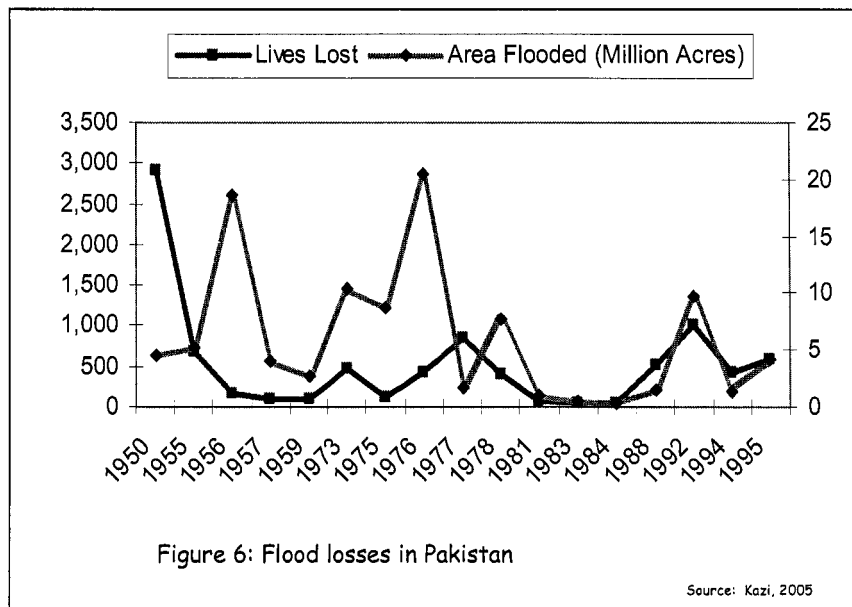 Lives Lost Area Flooded (Million Acres)
3,500 25
3,000
20
2,500
2,000 15
1,500
10
1,000
5
500
0 0
1950 1955 1956 1957 1959 1973 1975 1976 1977 1978 1981 1983 1984 1988 1992 1994 1995
Figure 6: Flood losses in Pakistan
Source: Kazi, 2005